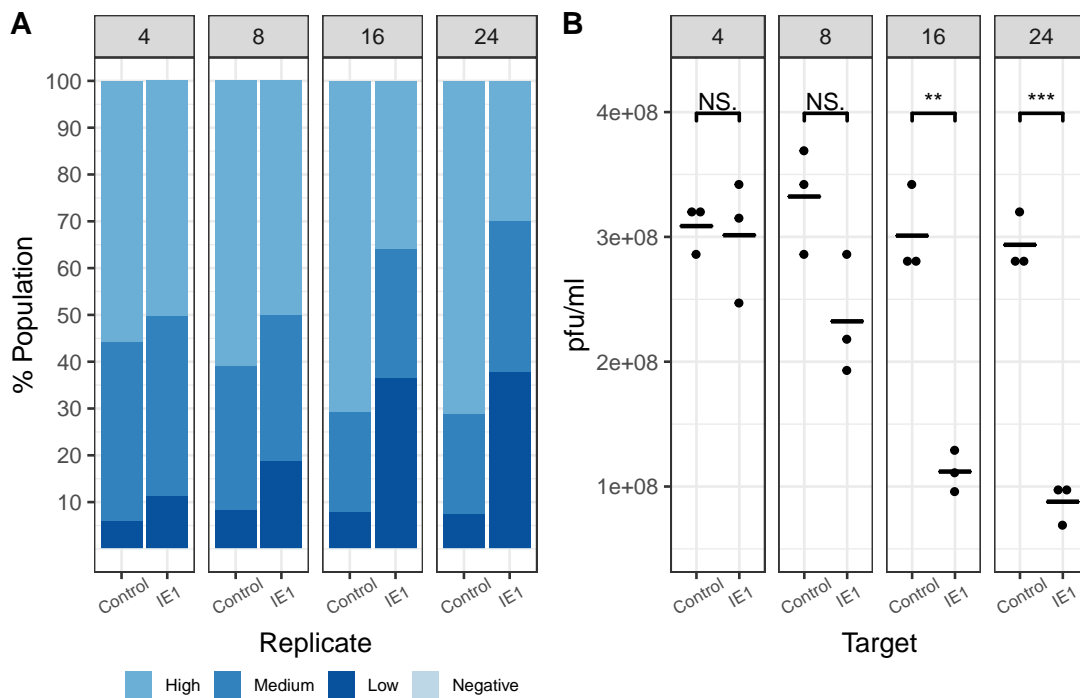 A
4 8 16 24
% Population
100
90
80
70
60
50
40
30
20
10
Control IE1 Control IE1 Control IE1 Control IE1
Replicate
High Medium Low Negative
B
4 8 16 24
pfu/ml
NS. NS. ** ***
4e+08
3e+08
2e+08
1e+08
Control IE1 Control IE1 Control IE1 Control IE1
Target